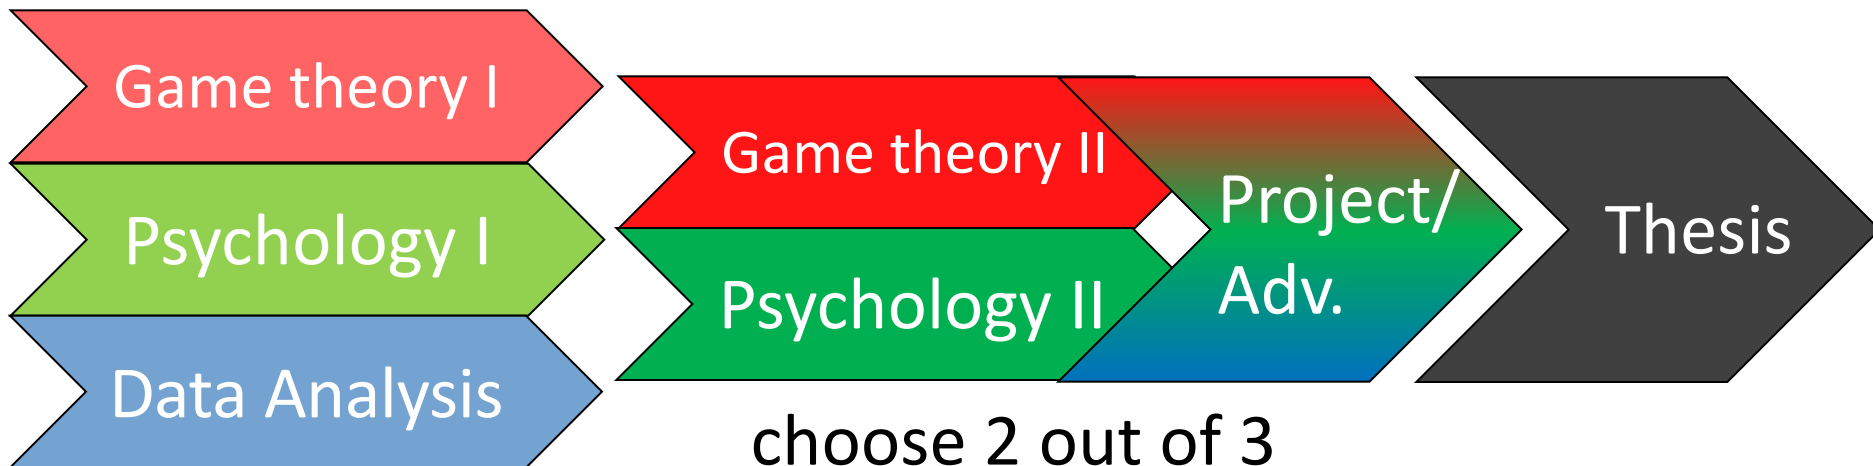 Game theory I
Psychology I
Data Analysis
Game theory II
Psychology II
Project/
Adv.
Thesis
choose 2 out of 3